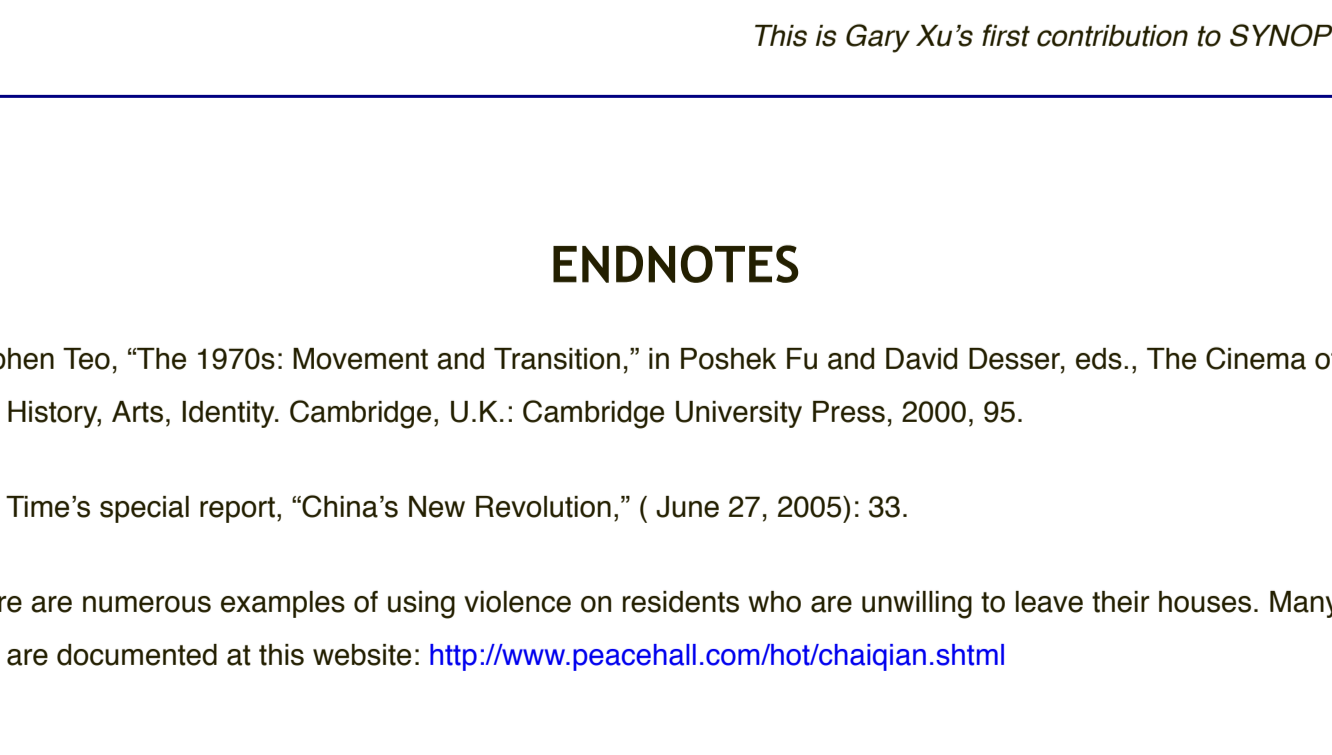 This is Gary Xu’s first contribution to SYNOP
ENDNOTES
phen Teo, “The 1970s: Movement and Transition,” in Poshek Fu and David Desser, eds., The Cinema of
History, Arts, Identity. Cambridge, U.K.: Cambridge University Press, 2000, 95.
Time’s special report, “China’s New Revolution,” ( June 27, 2005): 33.
re are numerous examples of using violence on residents who are unwilling to leave their houses. Many
are documented at this website: http://www.peacehall.com/hot/chaiqian.shtml